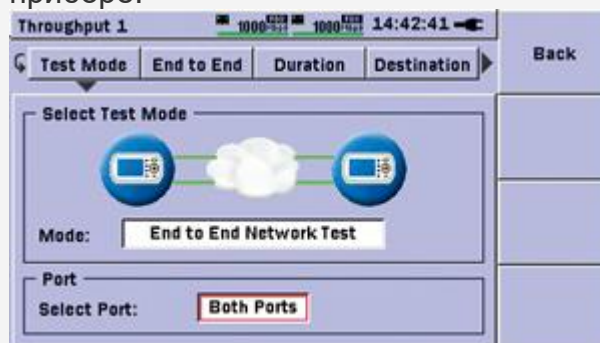 прибора.
Throughput 1 1000 1000 14:42:41
Test Mode End to End Duration Destination Back
Select Test Mode
Mode: End to End Network Test
Port
Select Port: Both Ports